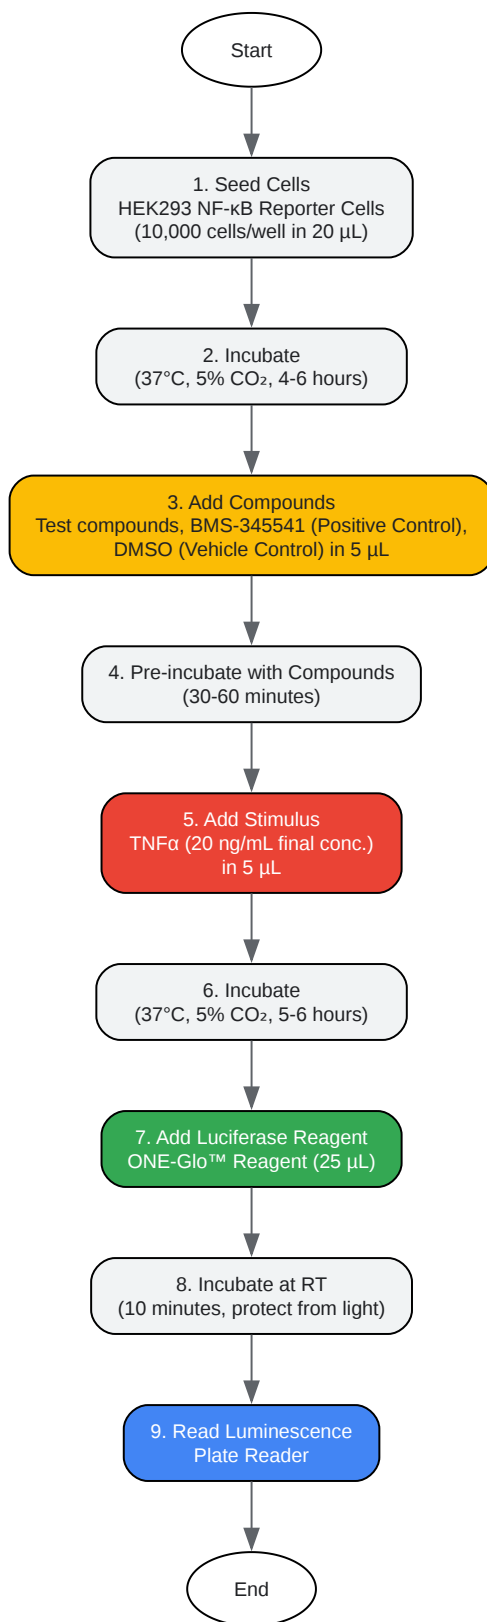 Start
1. Seed Cells
HEK293 NF-κB Reporter Cells
(10,000 cells/well in 20 µL)
2. Incubate
(37°C, 5% CO₂, 4-6 hours)
3. Add Compounds
Test compounds, BMS-345541 (Positive Control),
DMSO (Vehicle Control) in 5 µL
4. Pre-incubate with Compounds
(30-60 minutes)
5. Add Stimulus
TNFα (20 ng/mL final conc.)
in 5 µL
6. Incubate
(37°C, 5% CO₂, 5-6 hours)
7. Add Luciferase Reagent
ONE-Glo™ Reagent (25 µL)
8. Incubate at RT
(10 minutes, protect from light)
9. Read Luminescence
Plate Reader
End